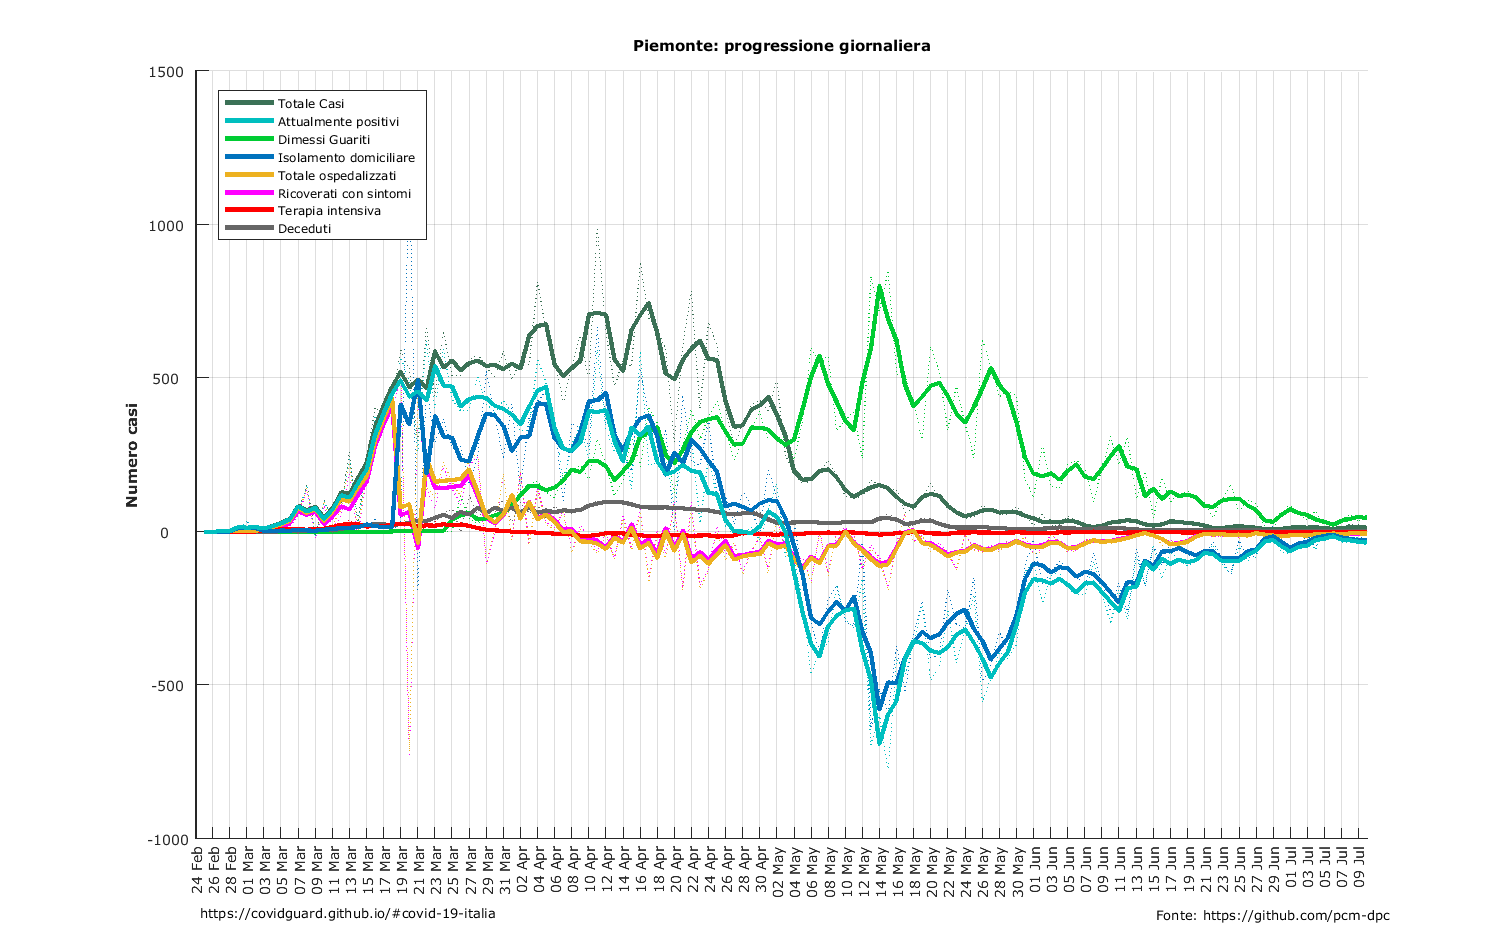 Piemonte: progressione giornaliera
1500
1000
500
0
-500
-1000
Numero casi
Totale Casi
Attualmente positivi
Dimessi Guariti
Isolamento domiciliare
Totale ospedalizzati
Ricoverati con sintomi
Terapia intensiva
Deceduti
24 Feb
26 Feb
28 Feb
01 Mar
03 Mar
05 Mar
07 Mar
09 Mar
11 Mar
13 Mar
15 Mar
17 Mar
19 Mar
21 Mar
23 Mar
25 Mar
27 Mar
29 Mar
31 Mar
02 Apr
04 Apr
06 Apr
08 Apr
10 Apr
12 Apr
14 Apr
16 Apr
18 Apr
20 Apr
22 Apr
24 Apr
26 Apr
28 Apr
30 Apr
02 May
04 May
06 May
08 May
10 May
12 May
14 May
16 May
18 May
20 May
22 May
24 May
26 May
28 May
30 May
01 Jun
03 Jun
05 Jun
07 Jun
09 Jun
11 Jun
13 Jun
15 Jun
17 Jun
19 Jun
21 Jun
23 Jun
25 Jun
27 Jun
29 Jun
01 Jul
03 Jul
05 Jul
07 Jul
09 Jul
https://covidguard.github.io/#covid-19-italia
Fonte: https://github.com/pcm-dpc